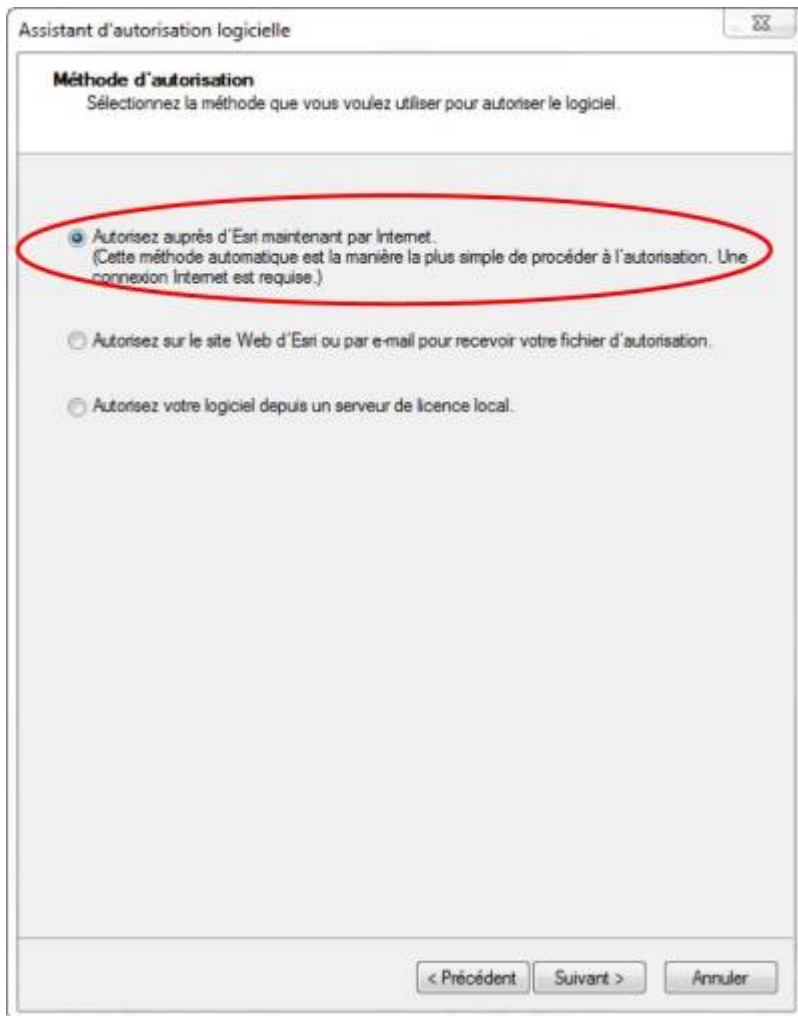 Assistant d'autorisation logicielle
Méthode d'autorisation
Sélectionnez la méthode que vous voulez utiliser pour autoriser le logiciel.
Autorisez auprès d'Esri maintenant par Internet.
(Cette méthode automatique est la manière la plus simple de procéder à l'autorisation. Une
connexion Internet est requise.)
Autorisez sur le site Web d'Esri ou par e-mail pour recevoir votre fichier d'autorisation.
Autorisez votre logiciel depuis un serveur de licence local.
< Précédent Suivant > Annuler